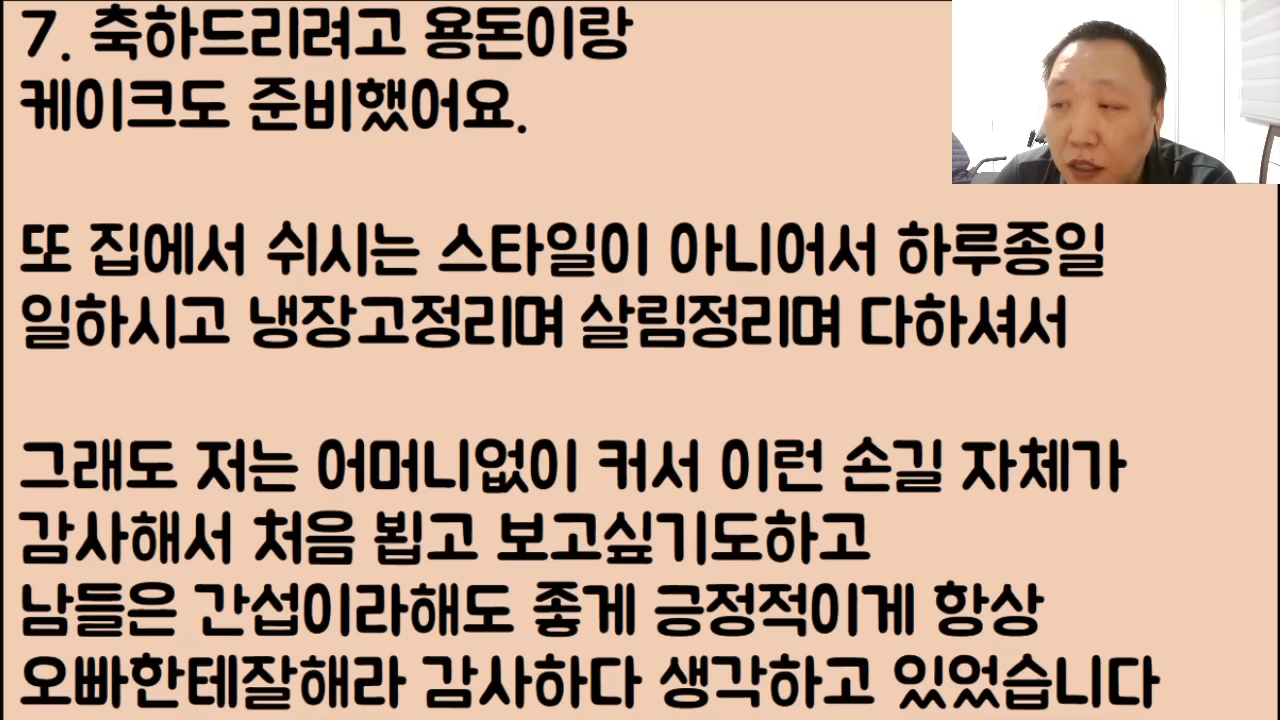 7. 축하드리려고 용돈이랑
케이크도 준비했어요.
또 집에서 쉬시는 스타일이 아니어서 하루종일
일하시고 냉장고정리며 살림정리며 다하셔서
그래도 저는 어머니없이 커서 이런 손길 자체가
감사해서 처음 뵙고 보고싶기도하고
남들은 간섭이라해도 좋게 긍정적이게 항상
오빠한테잘해라 감사하다 생각하고 있었습니다